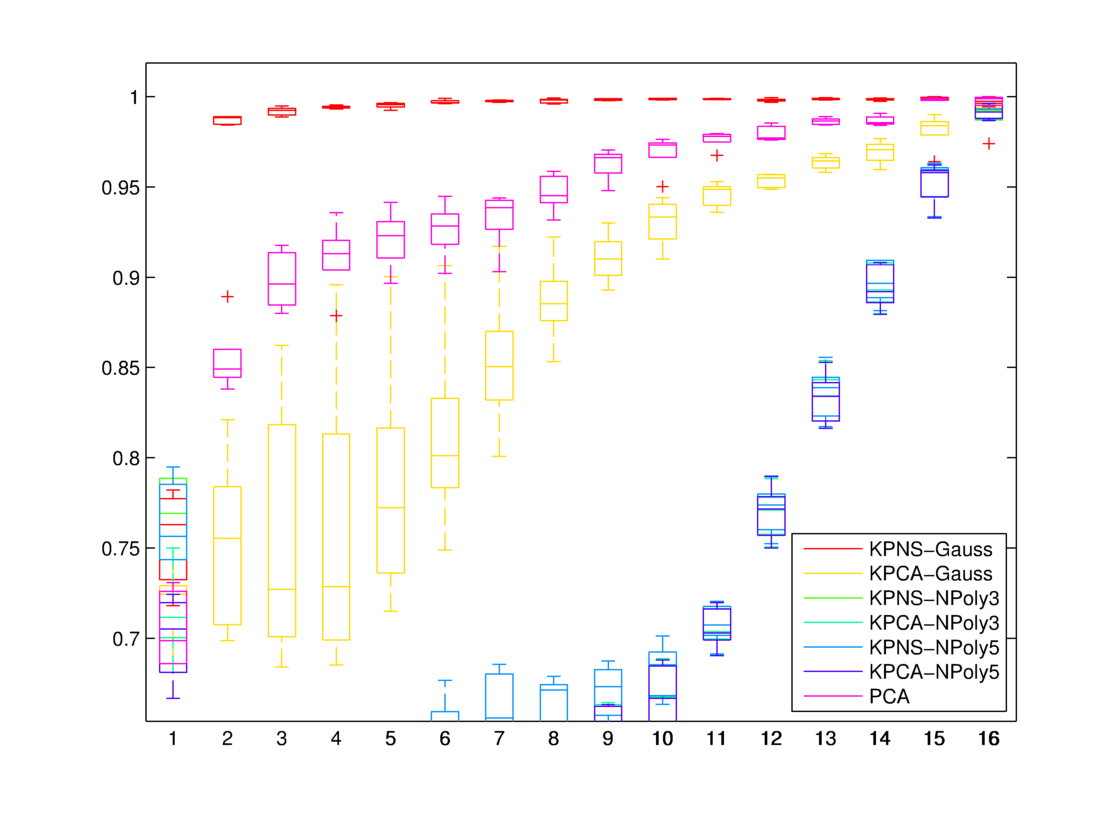 1
0.95
0.9
0.85
0.8
0.75
0.7
KPNS-Gauss
KPCA-Gauss
KPNS-NPoly3
KPCA-NPoly3
KPNS-NPoly5
KPCA-NPoly5
PCA
1 2 3 4 5 6 7 8 9 10 11 12 13 14 15 16